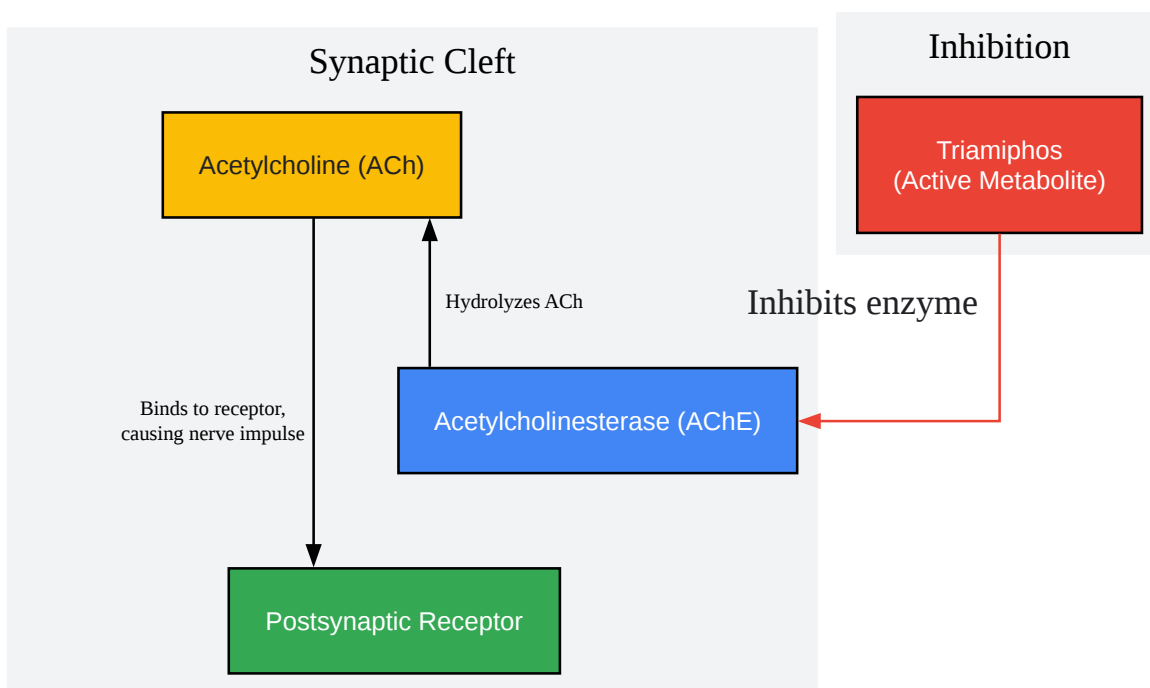 Synaptic Cleft
Inhibition
Acetylcholine (ACh)
Triamiphos
(Active Metabolite)
Hydrolyzes ACh
Inhibits enzyme
Binds to receptor,
causing nerve impulse
Acetylcholinesterase (AChE)
Postsynaptic Receptor